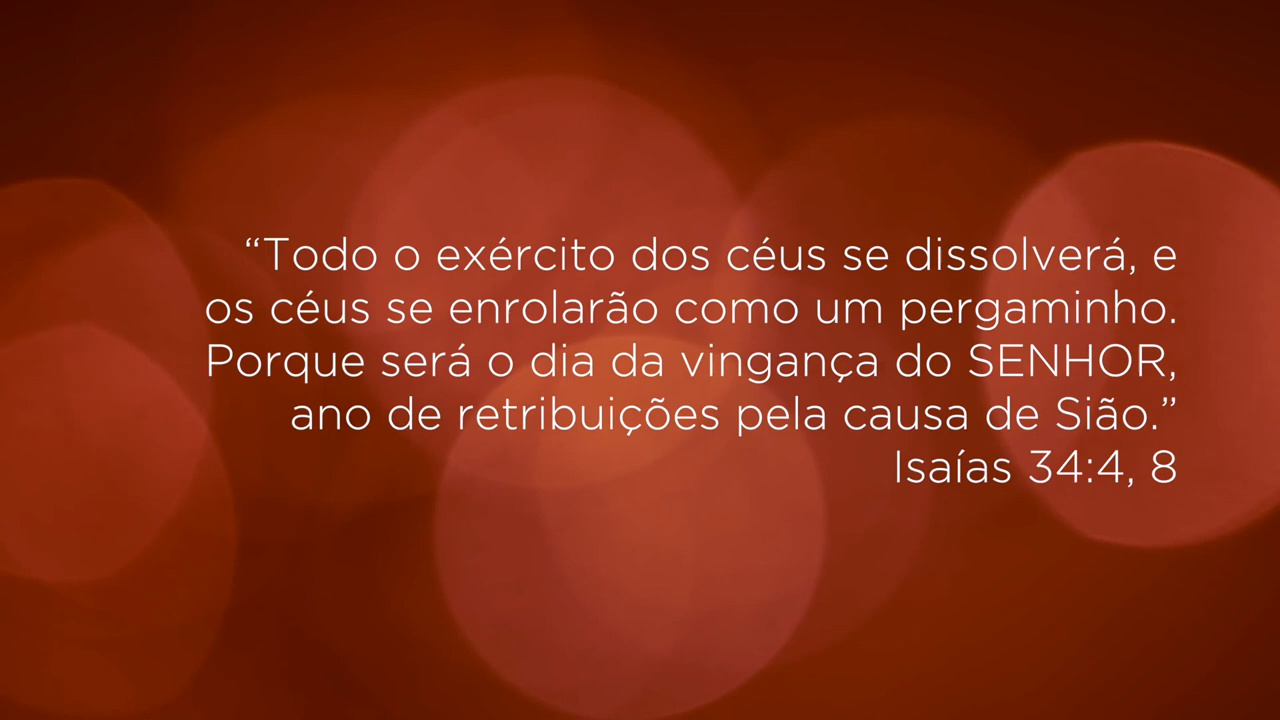 “Todo o exército dos céus se dissolverá, e
os céus se enrolarão como um pergaminho.
Porque será o dia da vingança do SENHOR,
ano de retribuições pela causa de Sião.”
Isaías 34:4, 8